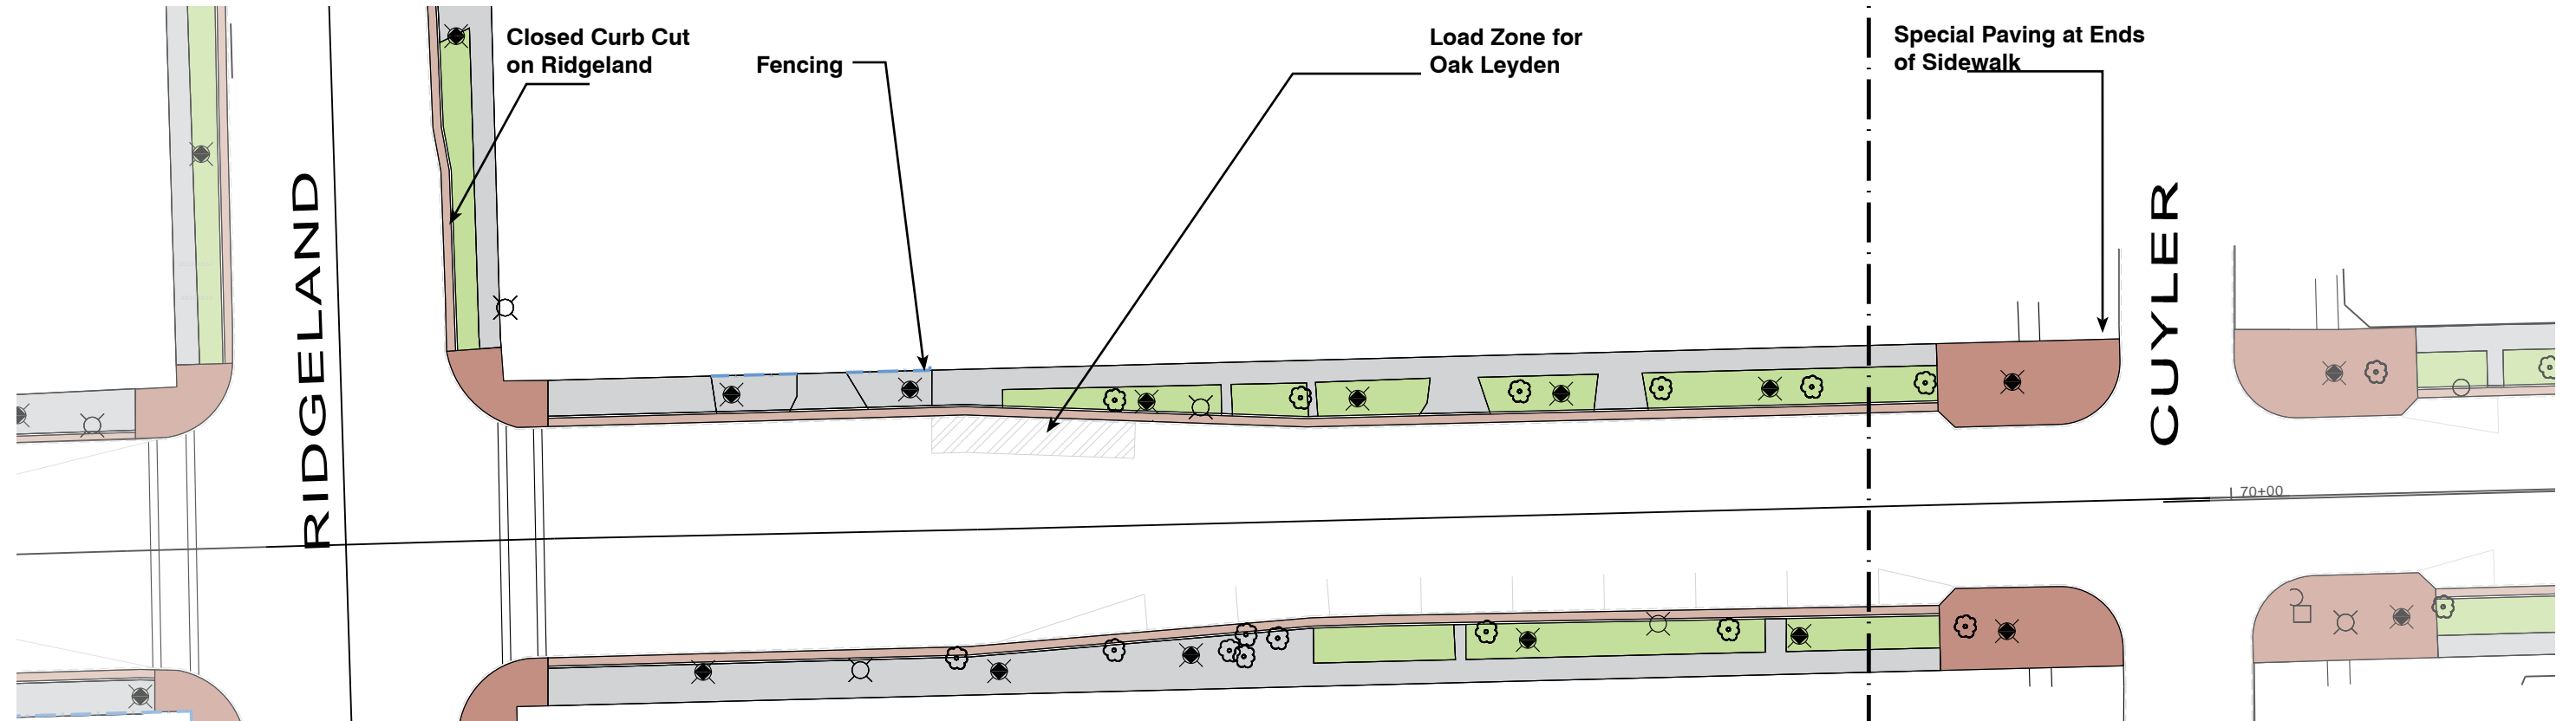 Closed Curb Cut
on Ridgeland
Fencing
Load Zone for
Oak Leyden
Special Paving at Ends
of Sidewalk
RIDGELAND
CUYLER
70+00